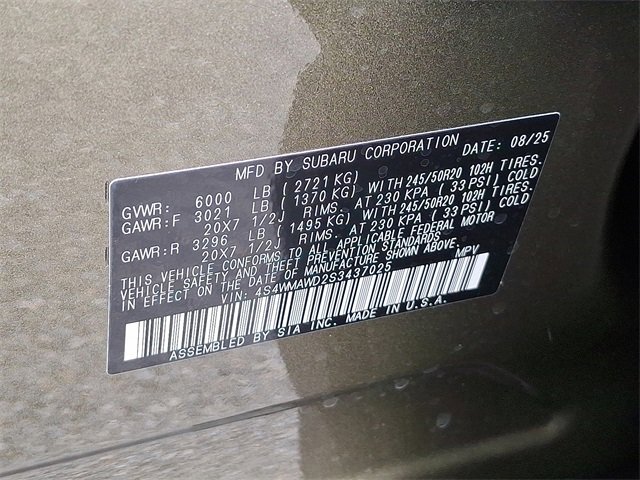 MFD BY SUBARU CORPORATION DATE: 08/25
GVWR: 6000 LB (2721 KG)
GAWR:F 3021 LB (1370 KG) WITH 245/50R20 102H TIRES.
20X7 1/2J RIMS. AT 230 KPA (33 PSI) COLD
GAWR:R 3296 LB (1495 KG) WITH 245/50R20 102H TIRES.
20X7 1/2J RIMS. AT 230 KPA (33 PSI) COLD
THIS VEHICLE CONFORMS TO ALL APPLICABLE FEDERAL MOTOR
VEHICLE SAFETY AND THEFT PREVENTION STANDARDS
IN EFFECT ON THE DATE OF MANUFACTURE SHOWN ABOVE.
VIN: 4S4WMAWD2S3437025 MPV
ASSEMBLED BY SIA INC. MADE IN U.S.A.